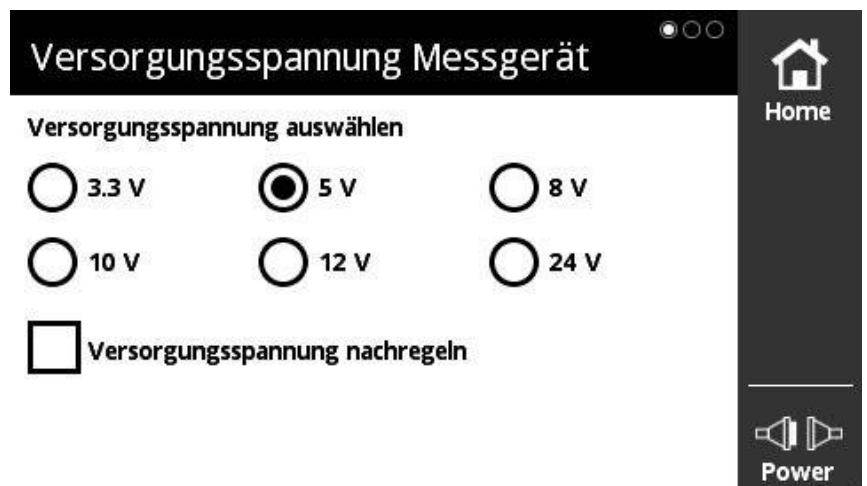 Versorgungsspannung Messgerät
Home
Versorgungsspannung auswählen
3.3 V 5 V 8 V
10 V 12 V 24 V
Versorgungsspannung nachregeln
Power